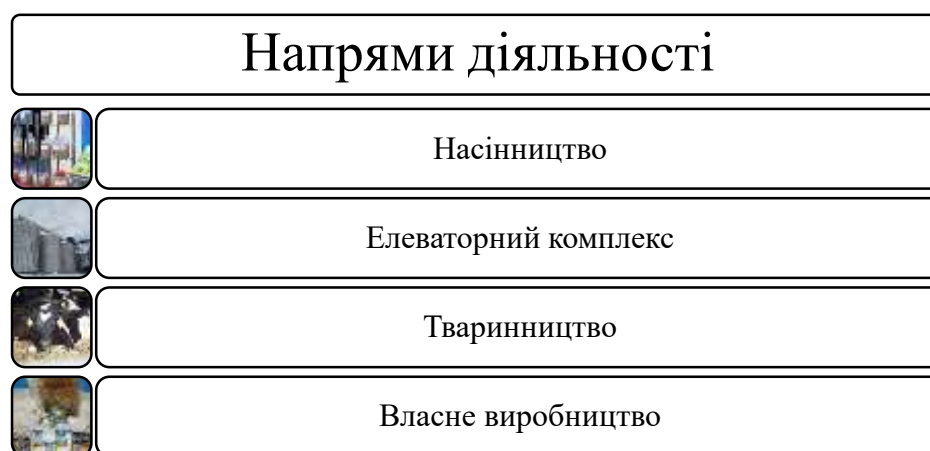 Напрями діяльності
Насінництво
Елеваторний комплекс
Тваринництво
Власне виробництво